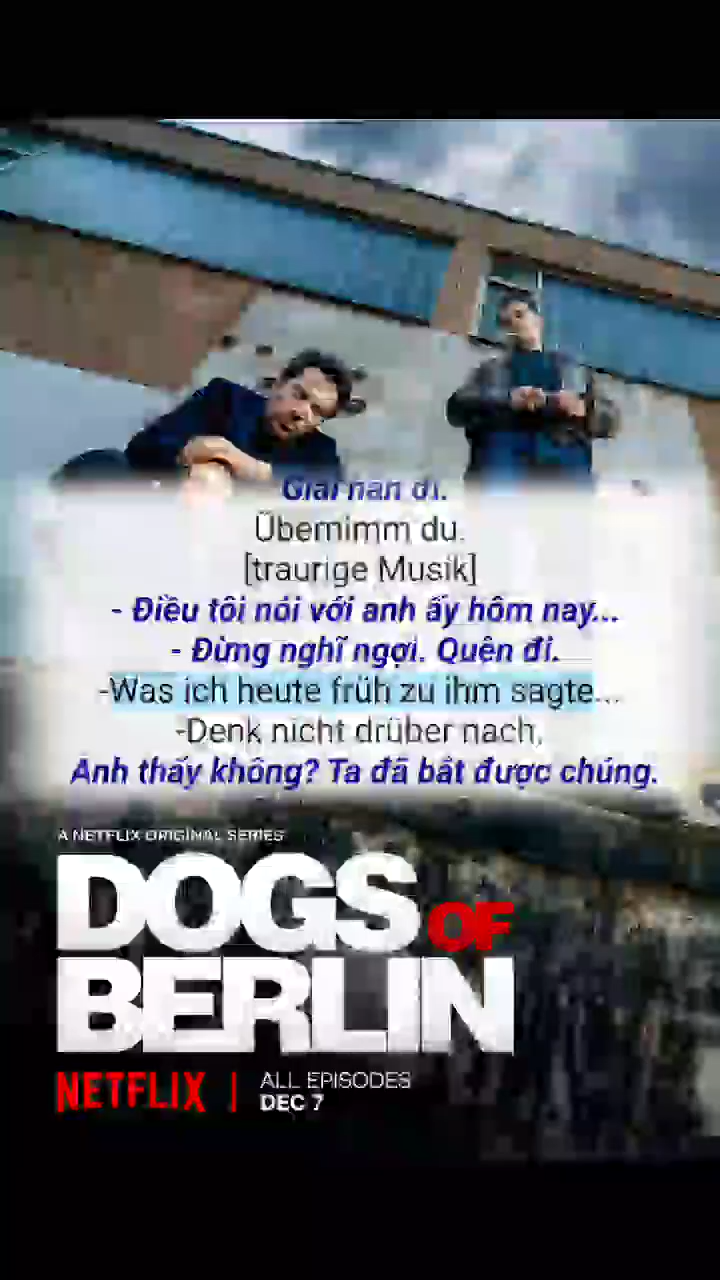 Übernimm du.
[traurige Musik]
- Điều tôi nói với anh ấy hôm nay...
- Đừng nghĩ ngợi. Quên đi.
-Was ich heute früh zu ihm sagte...
-Denk nicht drüber nach.
Anh thấy không? Ta đã bắt được chúng.
A NETFLIX ORIGINAL SERIES
DOGS OF
BERLIN
NETFLIX | ALL EPISODES
DEC 7